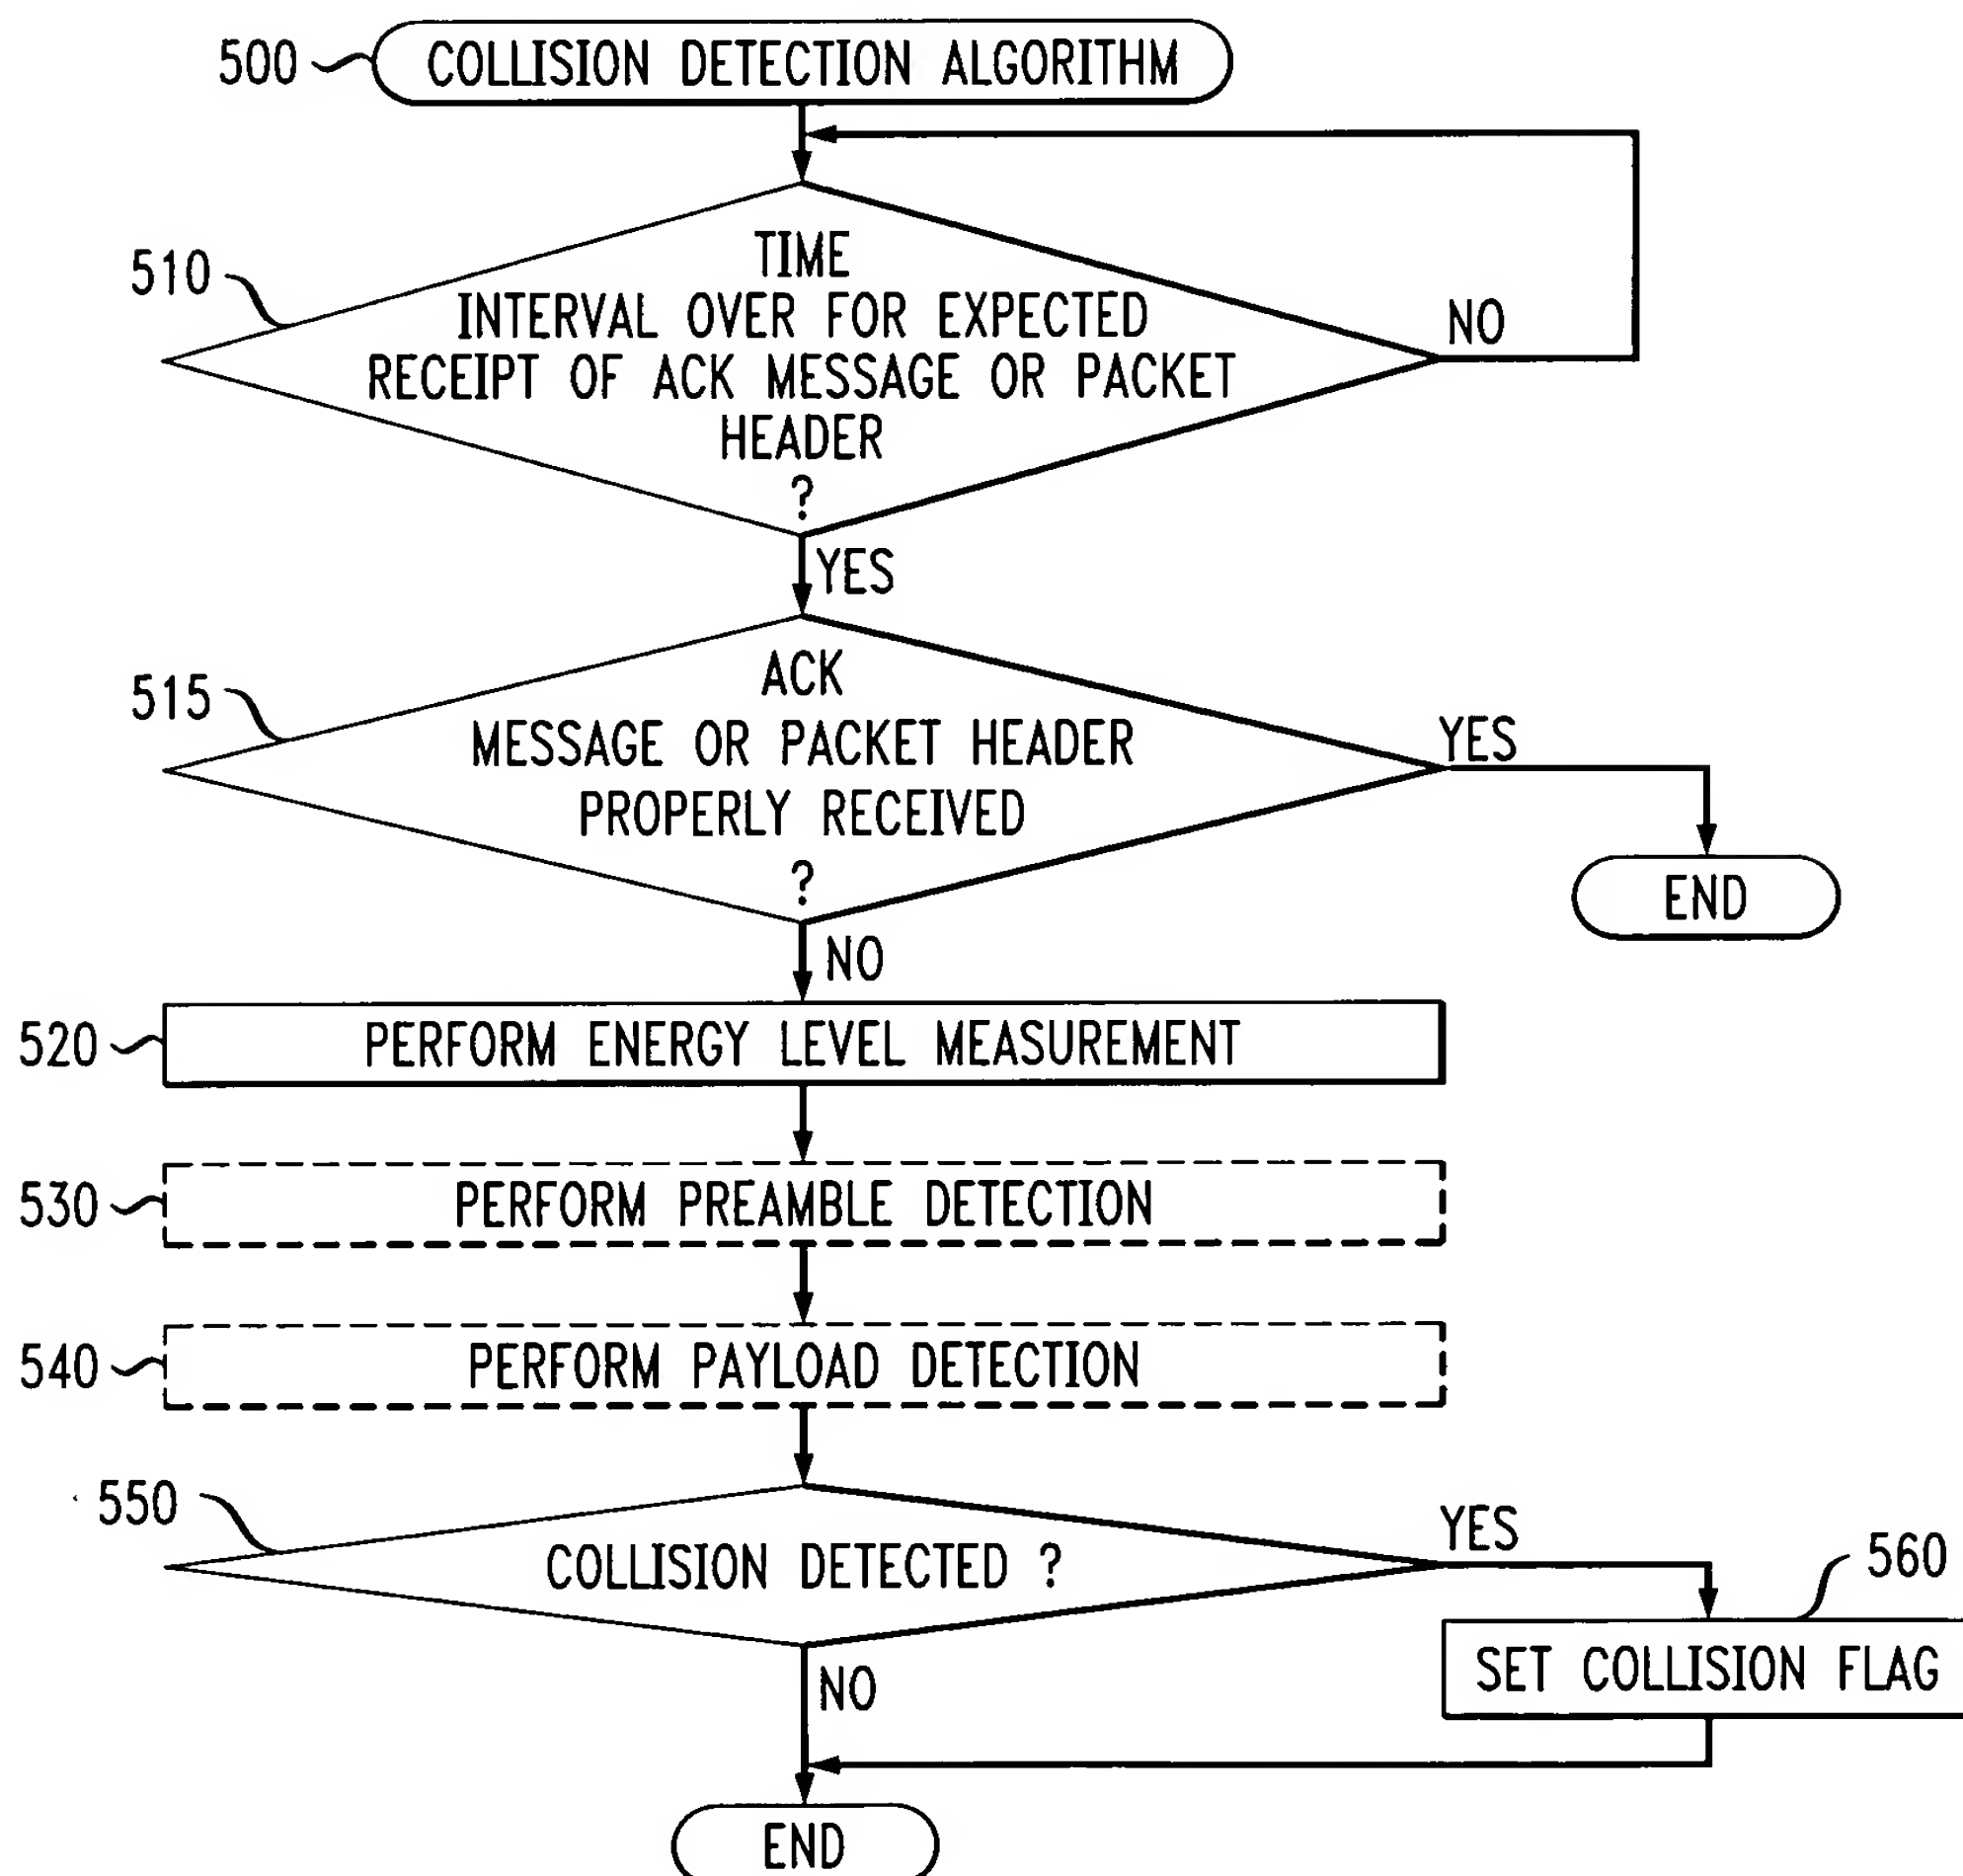 500
COLLISION DETECTION ALGORITHM
510
TIME
INTERVAL OVER FOR EXPECTED
RECEIPT OF ACK MESSAGE OR PACKET
HEADER
?
NO
YES
515
ACK
MESSAGE OR PACKET HEADER
PROPERLY RECEIVED
?
YES
END
NO
520
PERFORM ENERGY LEVEL MEASUREMENT
530
PERFORM PREAMBLE DETECTION
540
PERFORM PAYLOAD DETECTION
550
COLLISION DETECTED ?
YES
560
SET COLLISION FLAG
NO
END